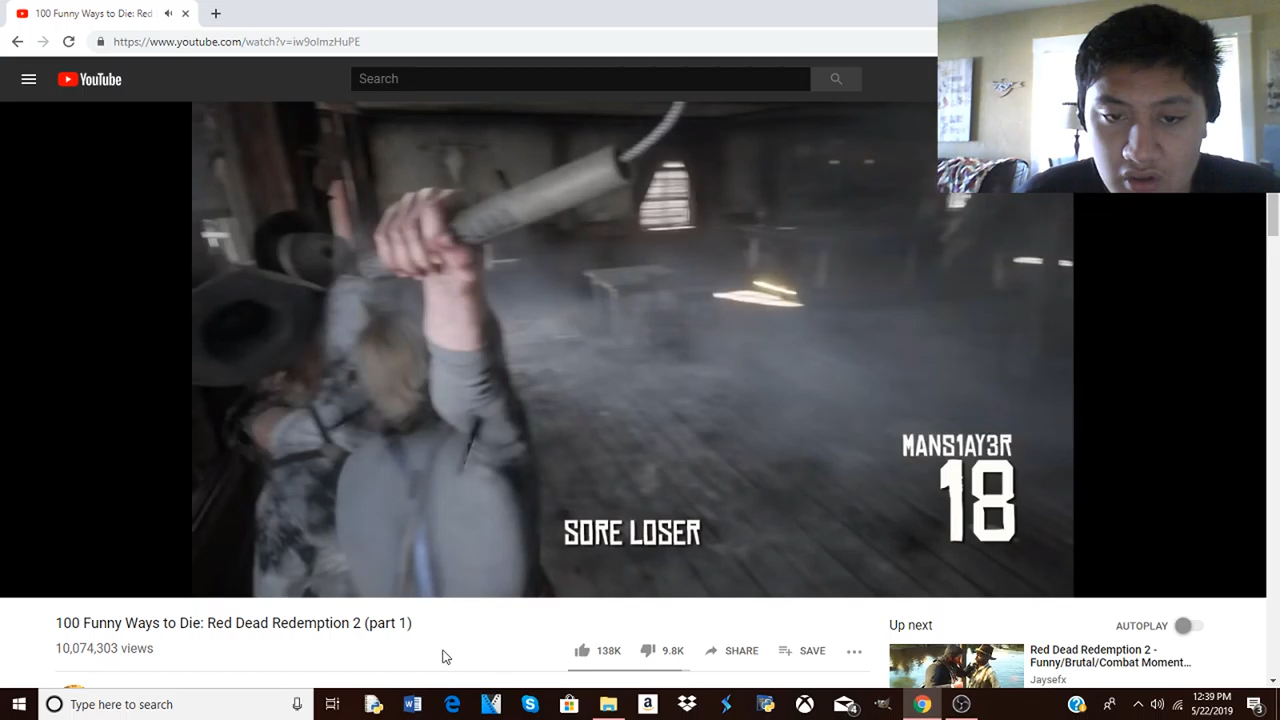 100 Funny Ways to Die: Red
https://www.youtube.com/watch?v=iw9oImzHuPE
YouTube
Search
MANS1AY3R
18
SORE LOSER
100 Funny Ways to Die: Red Dead Redemption 2 (part 1)
10,074,303 views
138K
9.8K
SHARE
SAVE
Up next
AUTOPLAY
Red Dead Redemption 2 -
Funny/Brutal/Combat Moment...
Jaysefx
Type here to search
4
12:39 PM
5/22/2019
3